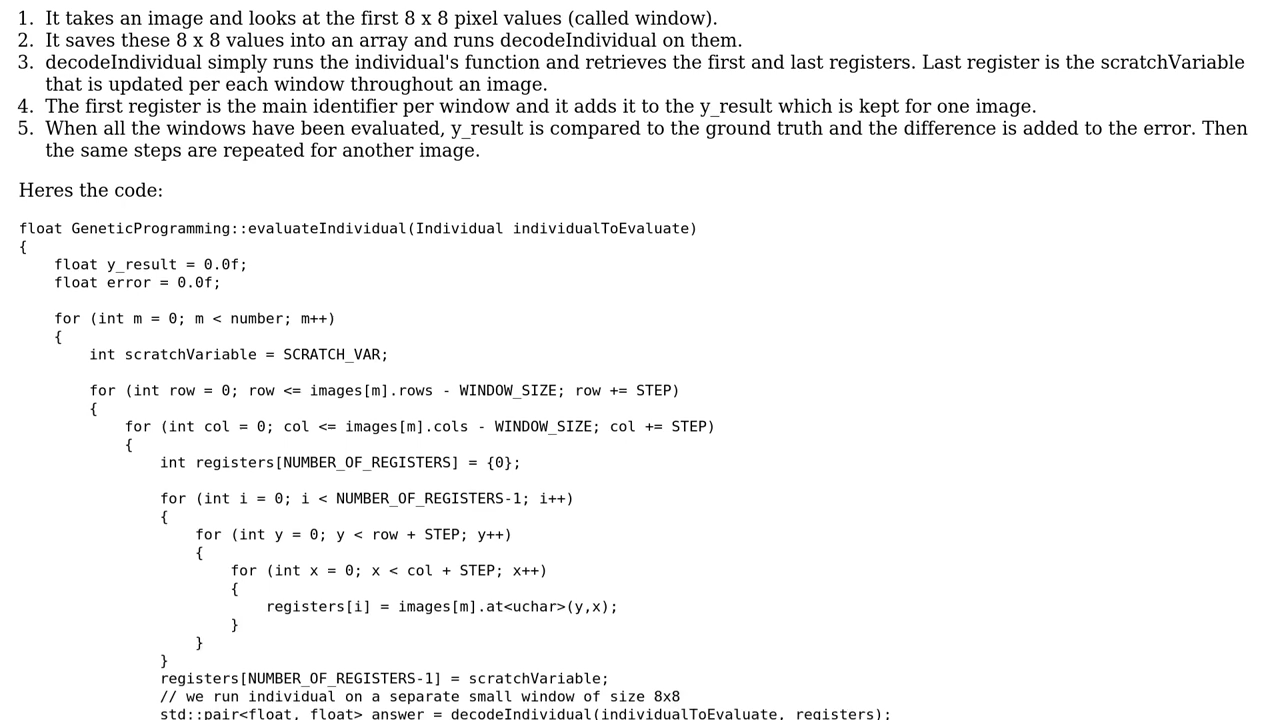 1. It takes an image and looks at the first 8 x 8 pixel values (called window).
2. It saves these 8 x 8 values into an array and runs decodeIndividual on them.
3. decodeIndividual simply runs the individual's function and retrieves the first and last registers. Last register is the scratchVariable
that is updated per each window throughout an image.
4. The first register is the main identifier per window and it adds it to the y_result which is kept for one image.
5. When all the windows have been evaluated, y_result is compared to the ground truth and the difference is added to the error. Then
the same steps are repeated for another image.
Heres the code:
float GeneticProgramming::evaluateIndividual(Individual individualToEvaluate)
{
    float y_result = 0.0f;
    float error = 0.0f;
    for (int m = 0; m < number; m++)
    {
        int scratchVariable = SCRATCH_VAR;
        for (int row = 0; row <= images[m].rows - WINDOW_SIZE; row += STEP)
        {
            for (int col = 0; col <= images[m].cols - WINDOW_SIZE; col += STEP)
            {
                int registers[NUMBER_OF_REGISTERS] = {0};
                for (int i = 0; i < NUMBER_OF_REGISTERS-1; i++)
                {
                    for (int y = 0; y < row + STEP; y++)
                    {
                        for (int x = 0; x < col + STEP; x++)
                        {
                            registers[i] = images[m].at<uchar>(y,x);
                        }
                    }
                }
                registers[NUMBER_OF_REGISTERS-1] = scratchVariable;
                // we run individual on a separate small window of size 8x8
                std::pair<float, float> answer = decodeIndividual(individualToEvaluate, registers);